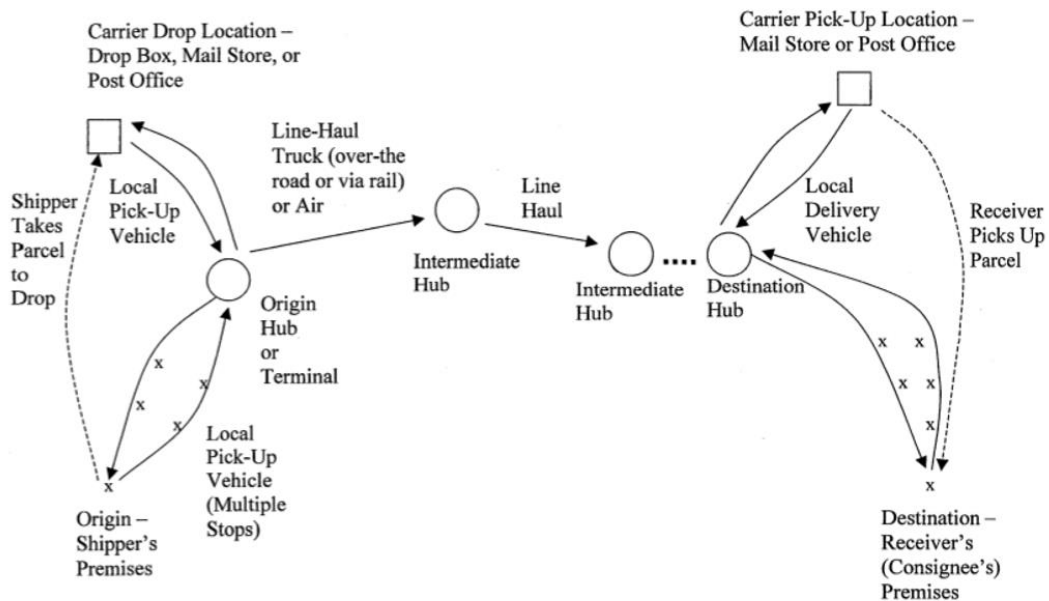 Carrier Drop Location –
Drop Box, Mail Store, or
Post Office
Carrier Pick-Up Location –
Mail Store or Post Office
Shipper
Takes
Parcel
to
Drop
Local
Pick-Up
Vehicle
Line-Haul
Truck (over-the
road or via rail)
or Air
Line
Haul
Local
Delivery
Vehicle
Receiver
Picks Up
Parcel
Intermediate
Hub
Intermediate
Hub
Destination
Hub
Origin
Hub
or
Terminal
x
x
x
x
x
Local
Pick-Up
Vehicle
(Multiple
Stops)
Origin –
Shipper's
Premises
x x
x x
x
x
Destination –
Receiver's
(Consignee's)
Premises